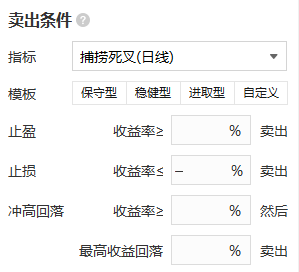 卖出条件 ?
指标 捕捞死叉(日线)
模板 保守型 稳健型 进取型 自定义
止盈 收益率≥ % 卖出
止损 收益率≤ – % 卖出
冲高回落 收益率≥ % 然后
最高收益回落 % 卖出